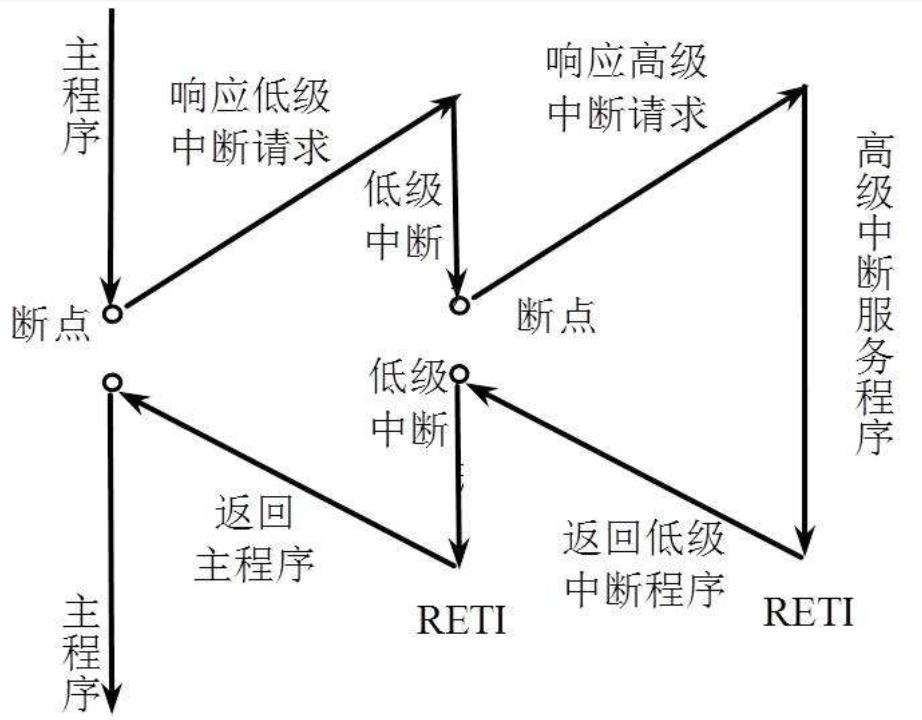 主程序
响应低级
中断请求
响应高级
中断请求
低级
中断
高级中断服务程序
断点
断点
低级
中断
返回
主程序
返回低级
中断程序
主程序
RETI
RETI